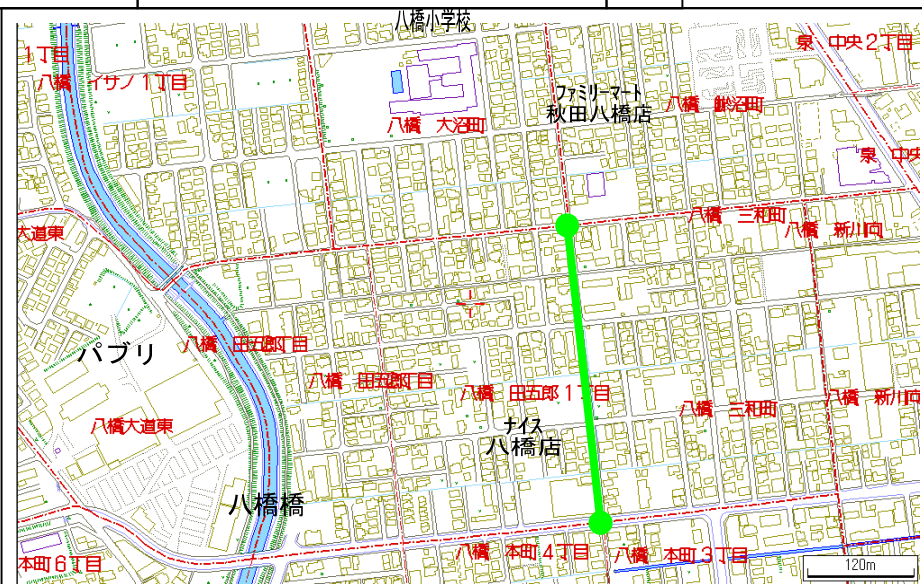 八橋小学校
泉 中央2丁目
1丁目
八橋 イサノ1丁目
ファミリーマート
秋田八橋店
八橋 鯲沼町
八橋 大沼町
泉 中央
八橋 三和町
八橋 新川向
大道東
パブリ
八橋 田五郎丁目
八橋 田五郎丁目
八橋 田五郎1丁目
八橋 三和町
八橋 新川向
八橋大道東
ナイス
八橋店
八橋橋
本町6丁目
八橋 本町4丁目
八橋 本町3丁目
120m